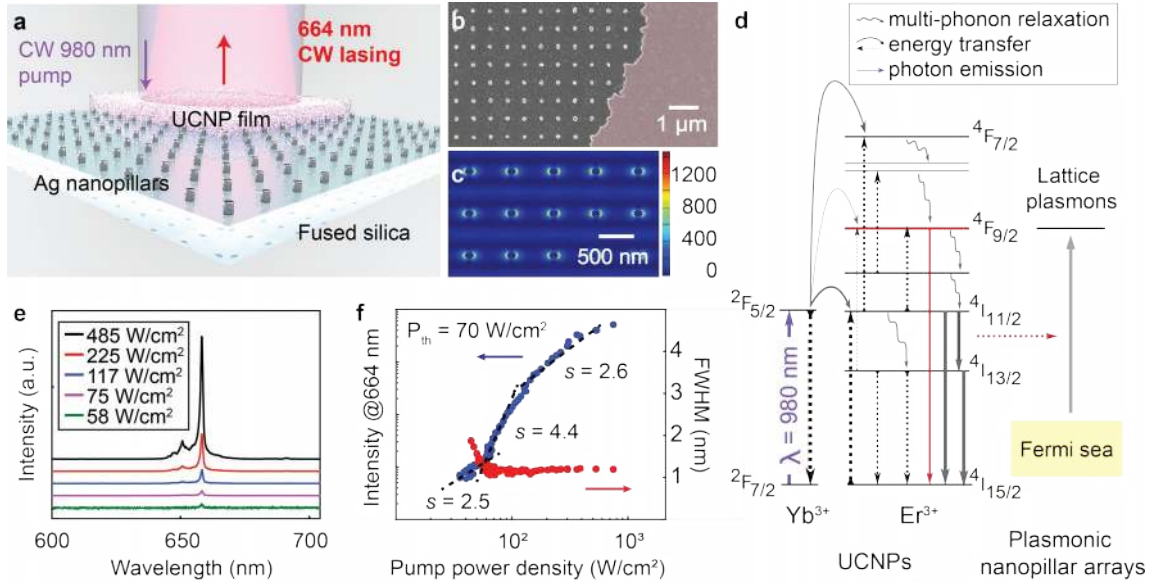 a
CW 980 nm
pump
664 nm
CW lasing
UCNP film
Ag nanopillars
Fused silica
b
1 μm
c
500 nm
1200
800
400
0
d
multi-phonon relaxation
energy transfer
photon emission
⁴F₇/₂
Lattice
plasmons
⁴F₉/₂
²F₅/₂
⁴I₁₁/₂
⁴I₁₃/₂
λ = 980 nm
Fermi sea
²F₇/₂
⁴I₁₅/₂
Yb³⁺
Er³⁺
UCNPs
Plasmonic
nanopillar arrays
e
485 W/cm²
225 W/cm²
117 W/cm²
75 W/cm²
58 W/cm²
Intensity (a.u.)
600
650
700
Wavelength (nm)
f
Pₜₕ = 70 W/cm²
s = 2.6
s = 4.4
s = 2.5
Intensity @664 nm
4
3
2
1
FWHM
(nm)
10²
10³
Pump power density (W/cm²)